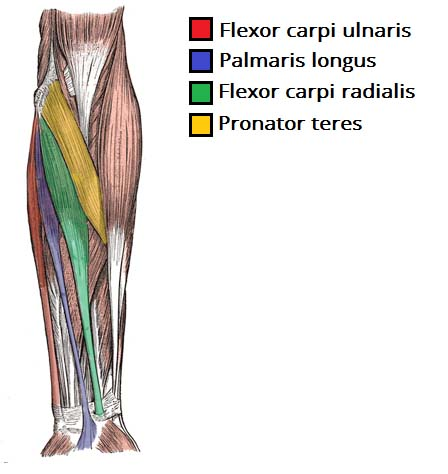 Flexor carpi ulnaris
Palmaris longus
Flexor carpi radialis
Pronator teres